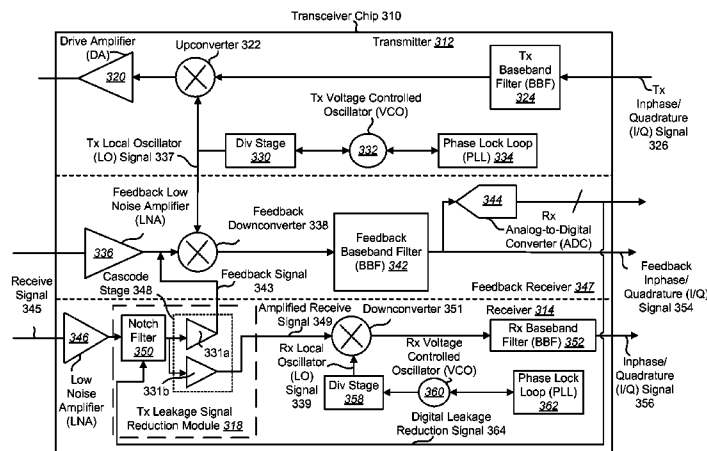 Transceiver Chip 310
Drive Amplifier
(DA)
320
Upconverter 322
Transmitter 312
Tx
Baseband
Filter (BBF)
324
Tx
Inphase/
Quadrature
(I/Q) Signal
326
Tx Voltage Controlled
Oscillator (VCO)
Tx Local Oscillator
(LO) Signal 337
Div Stage
330
332
Phase Lock Loop
(PLL) 334
Feedback Low
Noise Amplifier
(LNA)
336
Feedback
Downconverter 338
Feedback
Baseband Filter
(BBF) 342
344
Rx
Analog-to-Digital
Converter (ADC)
Feedback Signal
343
Feedback Receiver 347
Feedback Inphase
/Quadrature (I/Q)
Signal 354
Receive
Signal 345
Cascode
Stage 348
346
Low
Noise Amplifier
(LNA)
Notch
Filter
350
331a
331b
Tx Leakage Signal
Reduction Module 318
Amplified Receive
Signal 349
Downconverter 351
Receiver 314
Rx Baseband
Filter (BBF) 352
Inphase/
Quadrature
(I/Q) Signal
356
Rx Local
Oscillator
(LO) Signal
339
Rx Voltage
Controlled
Oscillator (VCO)
Div Stage
358
360
Phase Lock
Loop (PLL)
362
Digital Leakage
Reduction Signal 364